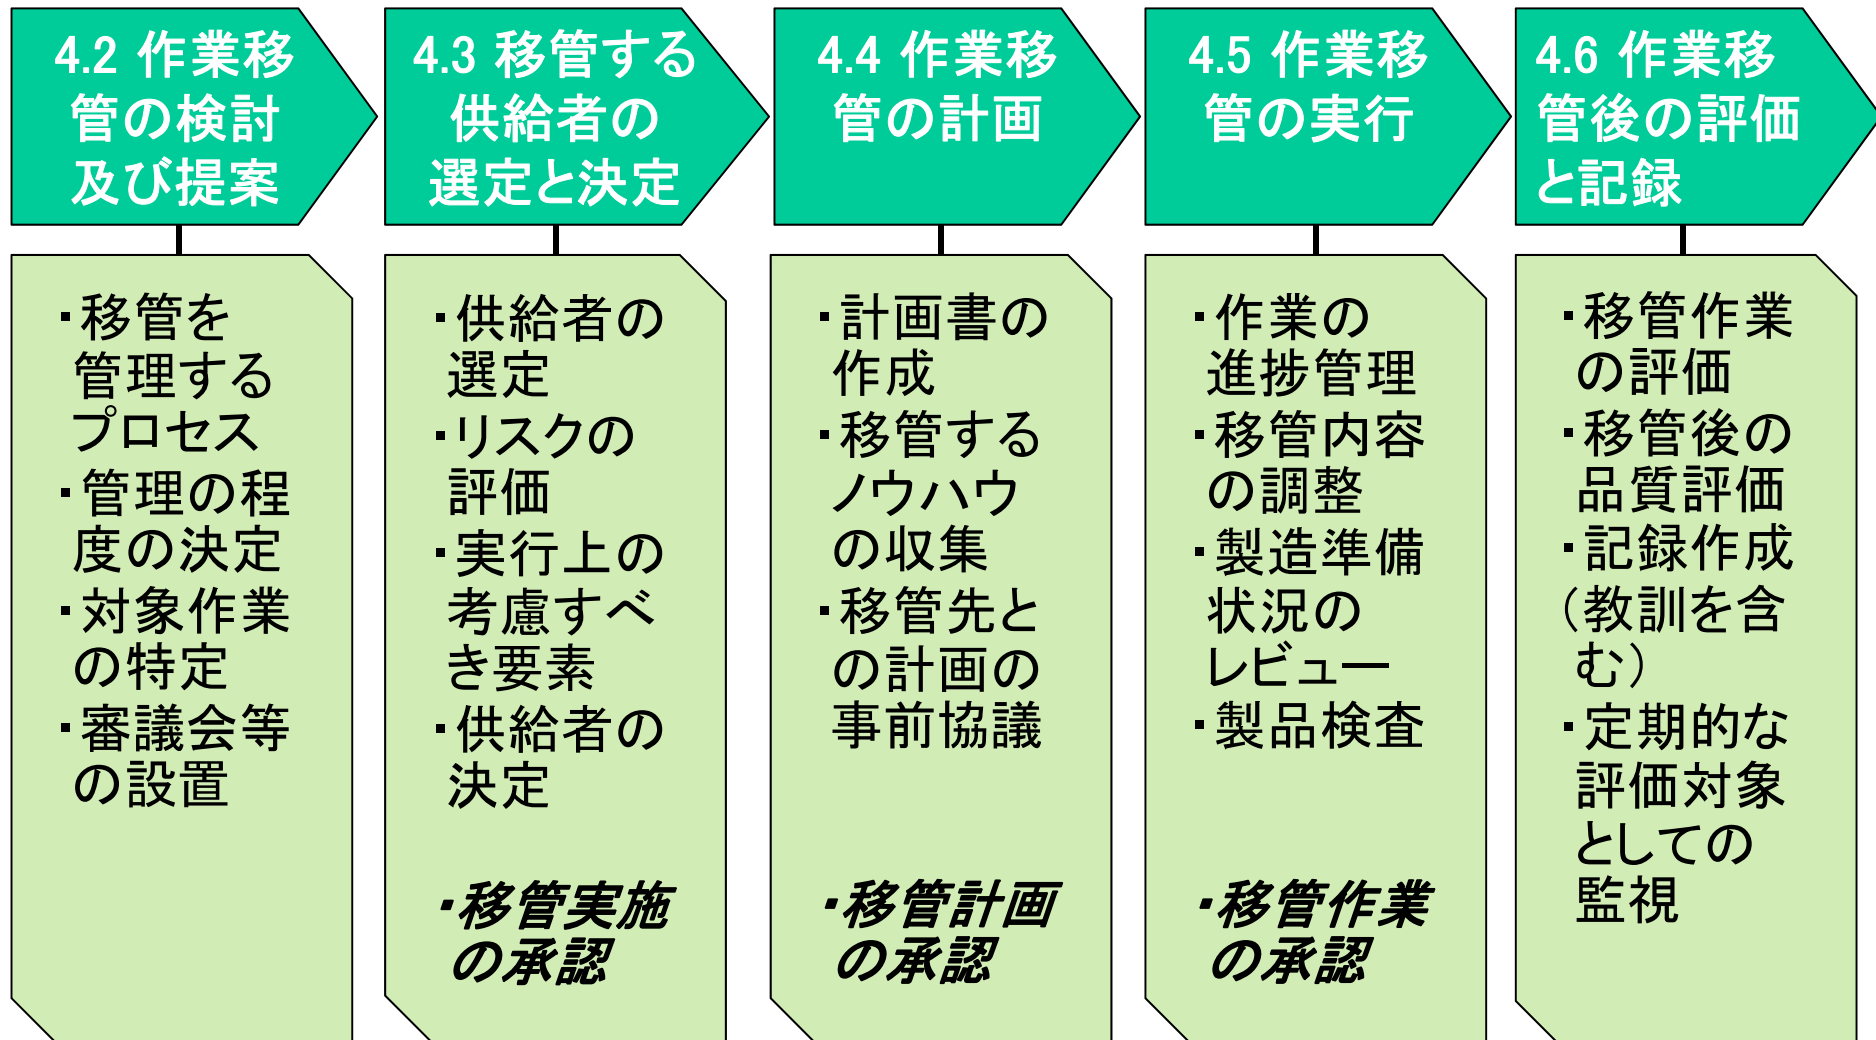 4.2 作業移
管の検討
及び提案
4.3 移管する
供給者の
選定と決定
4.4 作業移
管の計画
4.5 作業移
管の実行
4.6 作業移
管後の評価
と記録
・移管を
管理する
プロセス
・管理の程
度の決定
・対象作業
の特定
・審議会等
の設置
・供給者の
選定
・リスクの
評価
・実行上の
考慮すべ
き要素
・供給者の
決定
・移管実施
の承認
・計画書の
作成
・移管する
ノウハウ
の収集
・移管先と
の計画の
事前協議
・移管計画
の承認
・作業の
進捗管理
・移管内容
の調整
・製造準備
状況の
レビュー
・製品検査
・移管作業
の承認
・移管作業
の評価
・移管後の
品質評価
・記録作成
（教訓を含
む）
・定期的な
評価対象
としての
監視